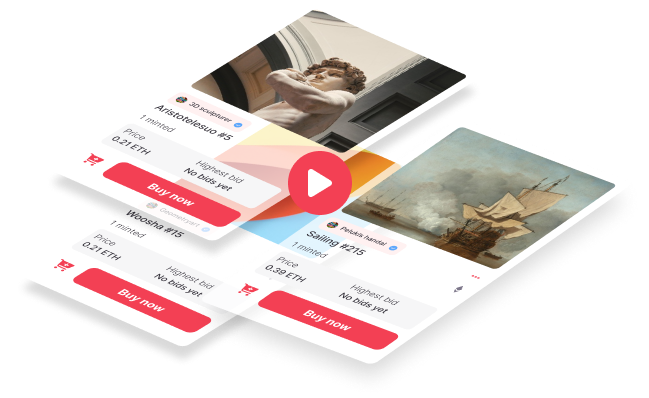 3D sculpturer
Aristotelesuo #5
1 minted
Price
0.21 ETH
Highest bid
No bids yet
Buy now
Woosha #15
1 minted
Price
0.21 ETH
Highest bid
No bids yet
Buy now
Sailing #215
1 minted
Price
0.39 ETH
Highest bid
No bids yet
Buy now